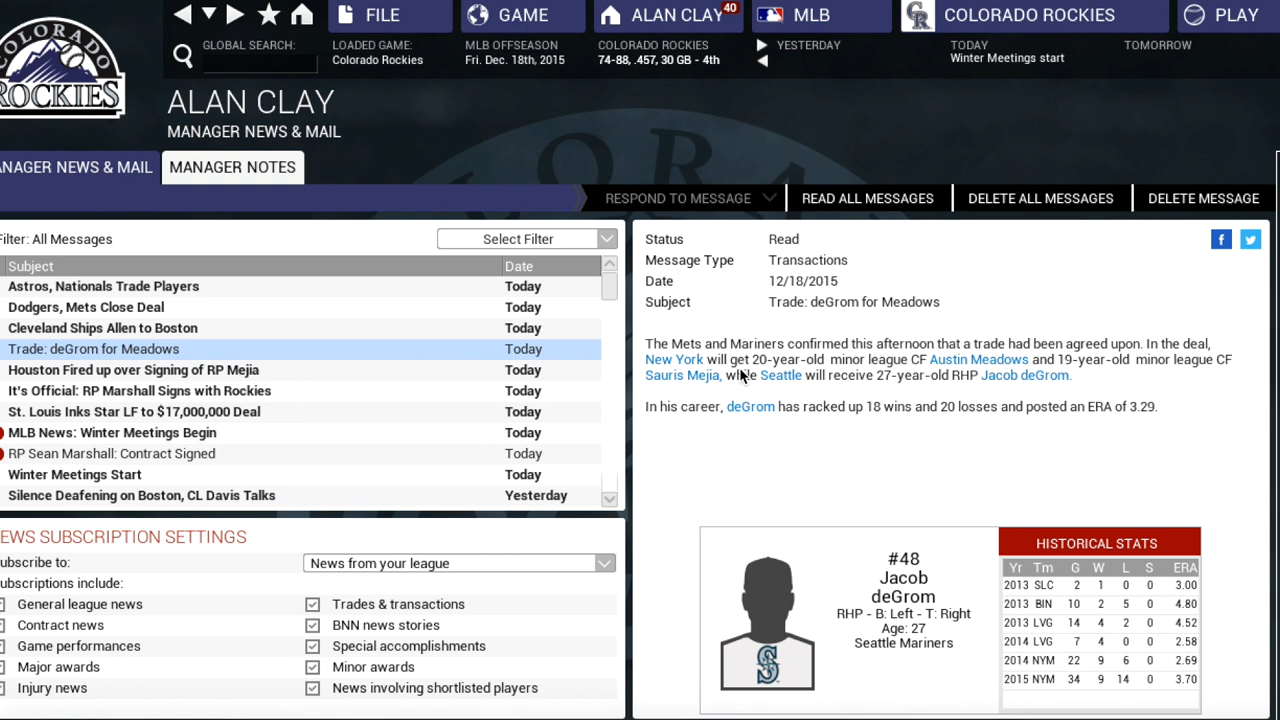 COLORADO
ROCKIES
FILE
GAME
ALAN CLAY
40
MLB
CR
COLORADO ROCKIES
PLAY
GLOBAL SEARCH:
LOADED GAME:
Colorado Rockies
MLB OFFSEASON
Fri. Dec. 18th, 2015
COLORADO ROCKIES
74-88, .457, 30 GB - 4th
YESTERDAY
TODAY
Winter Meetings start
TOMORROW
ALAN CLAY
MANAGER NEWS & MAIL
ANAGER NEWS & MAIL
MANAGER NOTES
RESPOND TO MESSAGE
READ ALL MESSAGES
DELETE ALL MESSAGES
DELETE MESSAGE
Filter: All Messages
Select Filter
Subject Date
Astros, Nationals Trade Players Today
Dodgers, Mets Close Deal Today
Cleveland Ships Allen to Boston Today
Trade: deGrom for Meadows Today
Houston Fired up over Signing of RP Mejia Today
It's Official: RP Marshall Signs with Rockies Today
St. Louis Inks Star LF to $17,000,000 Deal Today
MLB News: Winter Meetings Begin Today
RP Sean Marshall: Contract Signed Today
Winter Meetings Start Today
Silence Deafening on Boston, CL Davis Talks Yesterday
EWS SUBSCRIPTION SETTINGS
ubscribe to: News from your league
ubscriptions include:
General league news Trades & transactions
Contract news BNN news stories
Game performances Special accomplishments
Major awards Minor awards
Injury news News involving shortlisted players
Status Read
Message Type Transactions
Date 12/18/2015
Subject Trade: deGrom for Meadows
The Mets and Mariners confirmed this afternoon that a trade had been agreed upon. In the deal,
New York will get 20-year-old minor league CF Austin Meadows and 19-year-old minor league CF
Sauris Mejia, while Seattle will receive 27-year-old RHP Jacob deGrom.
In his career, deGrom has racked up 18 wins and 20 losses and posted an ERA of 3.29.
#48
Jacob
deGrom
RHP - B: Left - T: Right
Age: 27
Seattle Mariners
HISTORICAL STATS
Yr Tm G W L S ERA
2013 SLC 2 1 0 0 3.00
2013 BIN 10 2 5 0 4.80
2013 LVG 14 4 2 0 4.52
2014 LVG 7 4 0 0 2.58
2014 NYM 22 9 6 0 2.69
2015 NYM 34 9 14 0 3.70